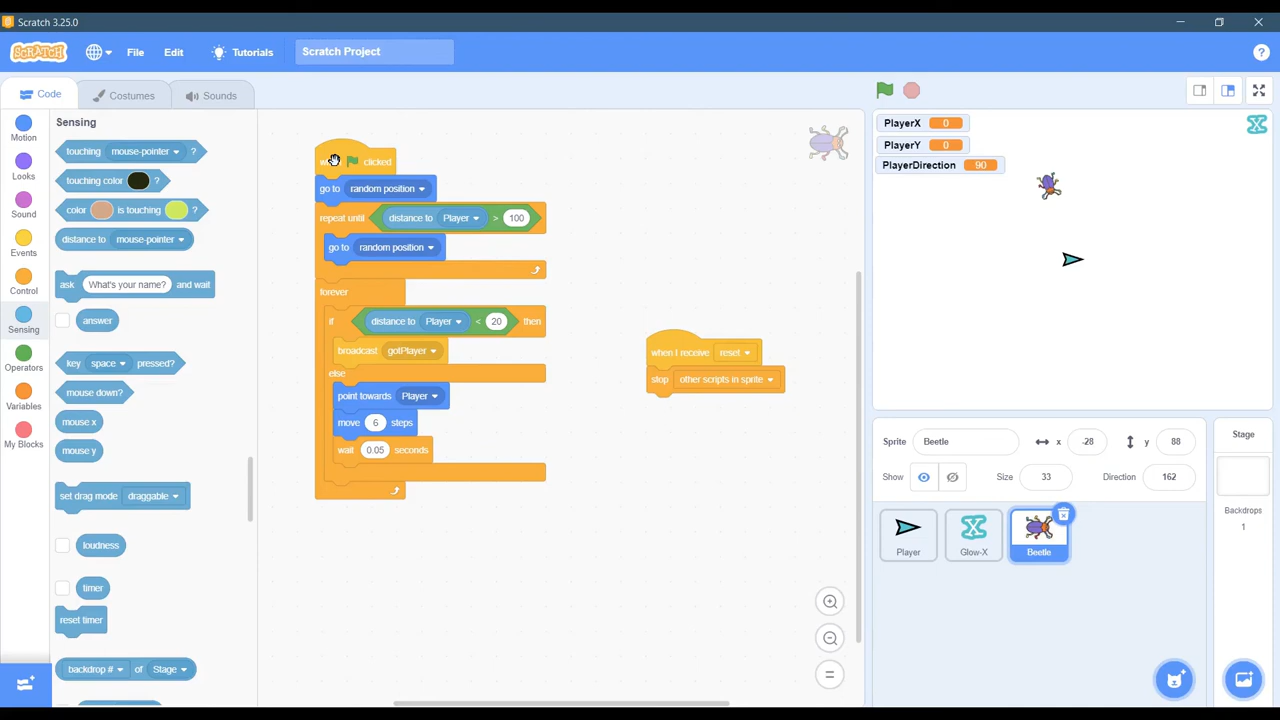 Scratch 3.25.0
SCRATCH File Edit Tutorials Scratch Project ?
Code Costumes Sounds
Motion
Looks
Sound
Events
Control
Sensing
Operators
Variables
My Blocks
Sensing
touching mouse-pointer ?
touching color ?
color is touching ?
distance to mouse-pointer
ask What's your name? and wait
answer
key space pressed?
mouse down?
mouse x
mouse y
set drag mode draggable
loudness
timer
reset timer
backdrop # of Stage
clicked
go to random position
repeat until distance to Player > 100
go to random position
forever
if distance to Player < 20 then
broadcast gotPlayer
else
point towards Player
move 6 steps
wait 0.05 seconds
when I receive reset
stop other scripts in sprite
PlayerX 0
PlayerY 0
PlayerDirection 90
Sprite Beetle x -28 y 88
Show Size 33 Direction 162
Player
Glow-X
Beetle
Stage
Backdrops
1